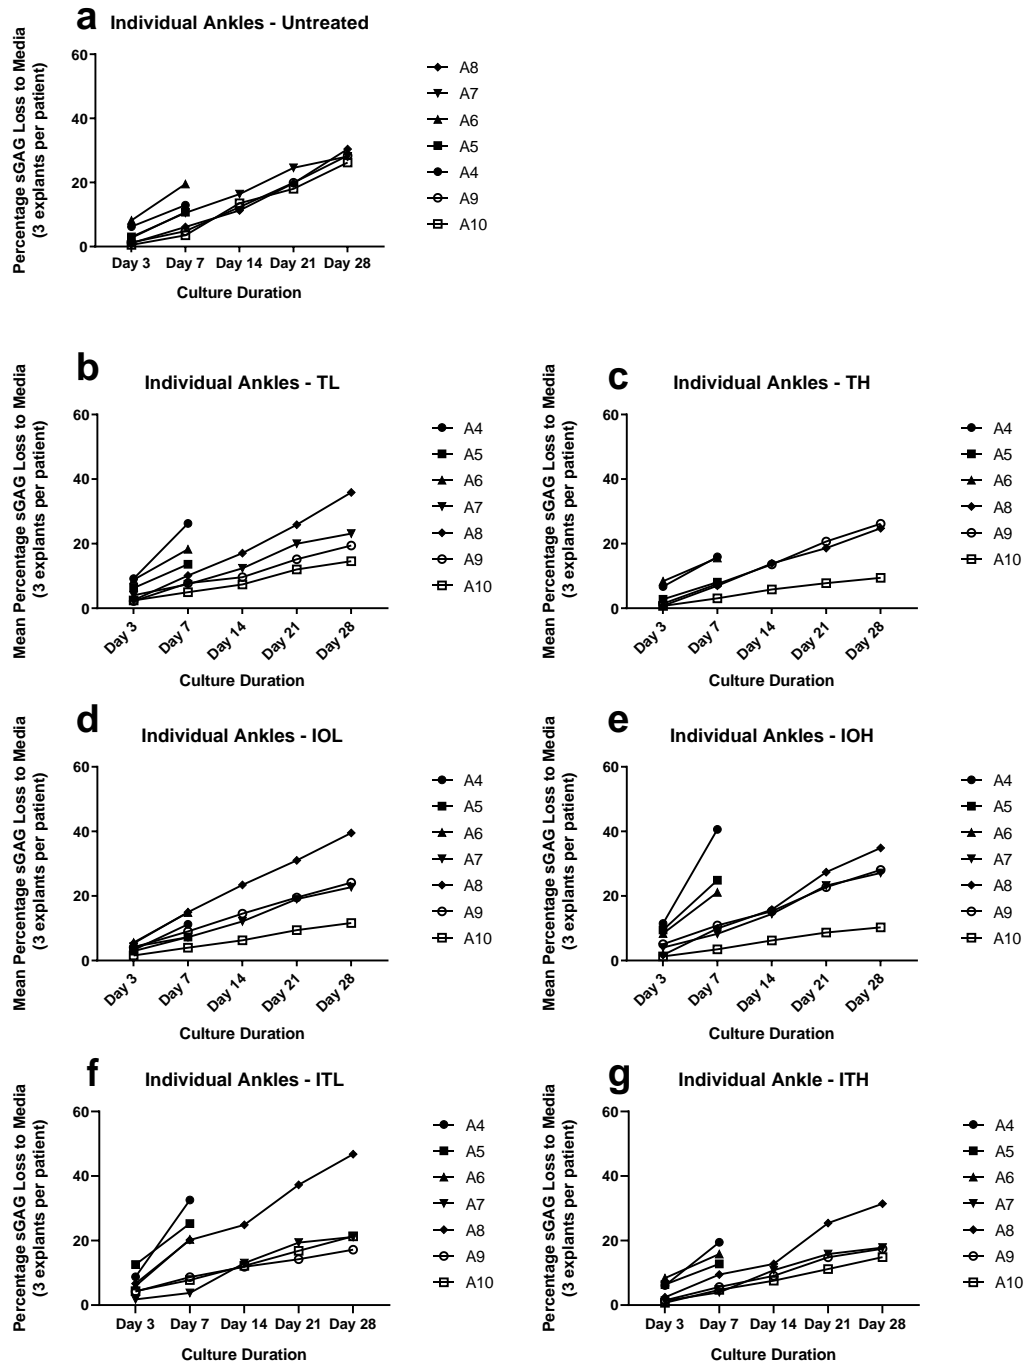 a Individual Ankles - Untreated
Percentage sGAG Loss to Media
(3 explants per patient)
60
40
20
0
Day 3 Day 7 Day 14 Day 21 Day 28
Culture Duration
A8
A7
A6
A5
A4
A9
A10
b Individual Ankles - TL
Mean Percentage sGAG Loss to Media
(3 explants per patient)
60
40
20
0
Day 3 Day 7 Day 14 Day 21 Day 28
Culture Duration
A4
A5
A6
A7
A8
A9
A10
c Individual Ankles - TH
Mean Percentage sGAG Loss to Media
(3 explants per patient)
60
40
20
0
Day 3 Day 7 Day 14 Day 21 Day 28
Culture Duration
A4
A5
A6
A8
A9
A10
d Individual Ankles - IOL
Mean Percentage sGAG Loss to Media
(3 explants per patient)
60
40
20
0
Day 3 Day 7 Day 14 Day 21 Day 28
Culture Duration
A4
A5
A6
A7
A8
A9
A10
e Individual Ankles - IOH
Mean Percentage sGAG Loss to Media
(3 explants per patient)
60
40
20
0
Day 3 Day 7 Day 14 Day 21 Day 28
Culture Duration
A4
A5
A6
A7
A8
A9
A10
f Individual Ankles - ITL
Percentage sGAG Loss to Media
(3 explants per patient)
60
40
20
0
Day 3 Day 7 Day 14 Day 21 Day 28
Culture Duration
A4
A5
A6
A7
A8
A9
A10
g Individual Ankle - ITH
Percentage sGAG Loss to Media
(3 explants per patient)
60
40
20
0
Day 3 Day 7 Day 14 Day 21 Day 28
Culture Duration
A4
A5
A6
A7
A8
A9
A10